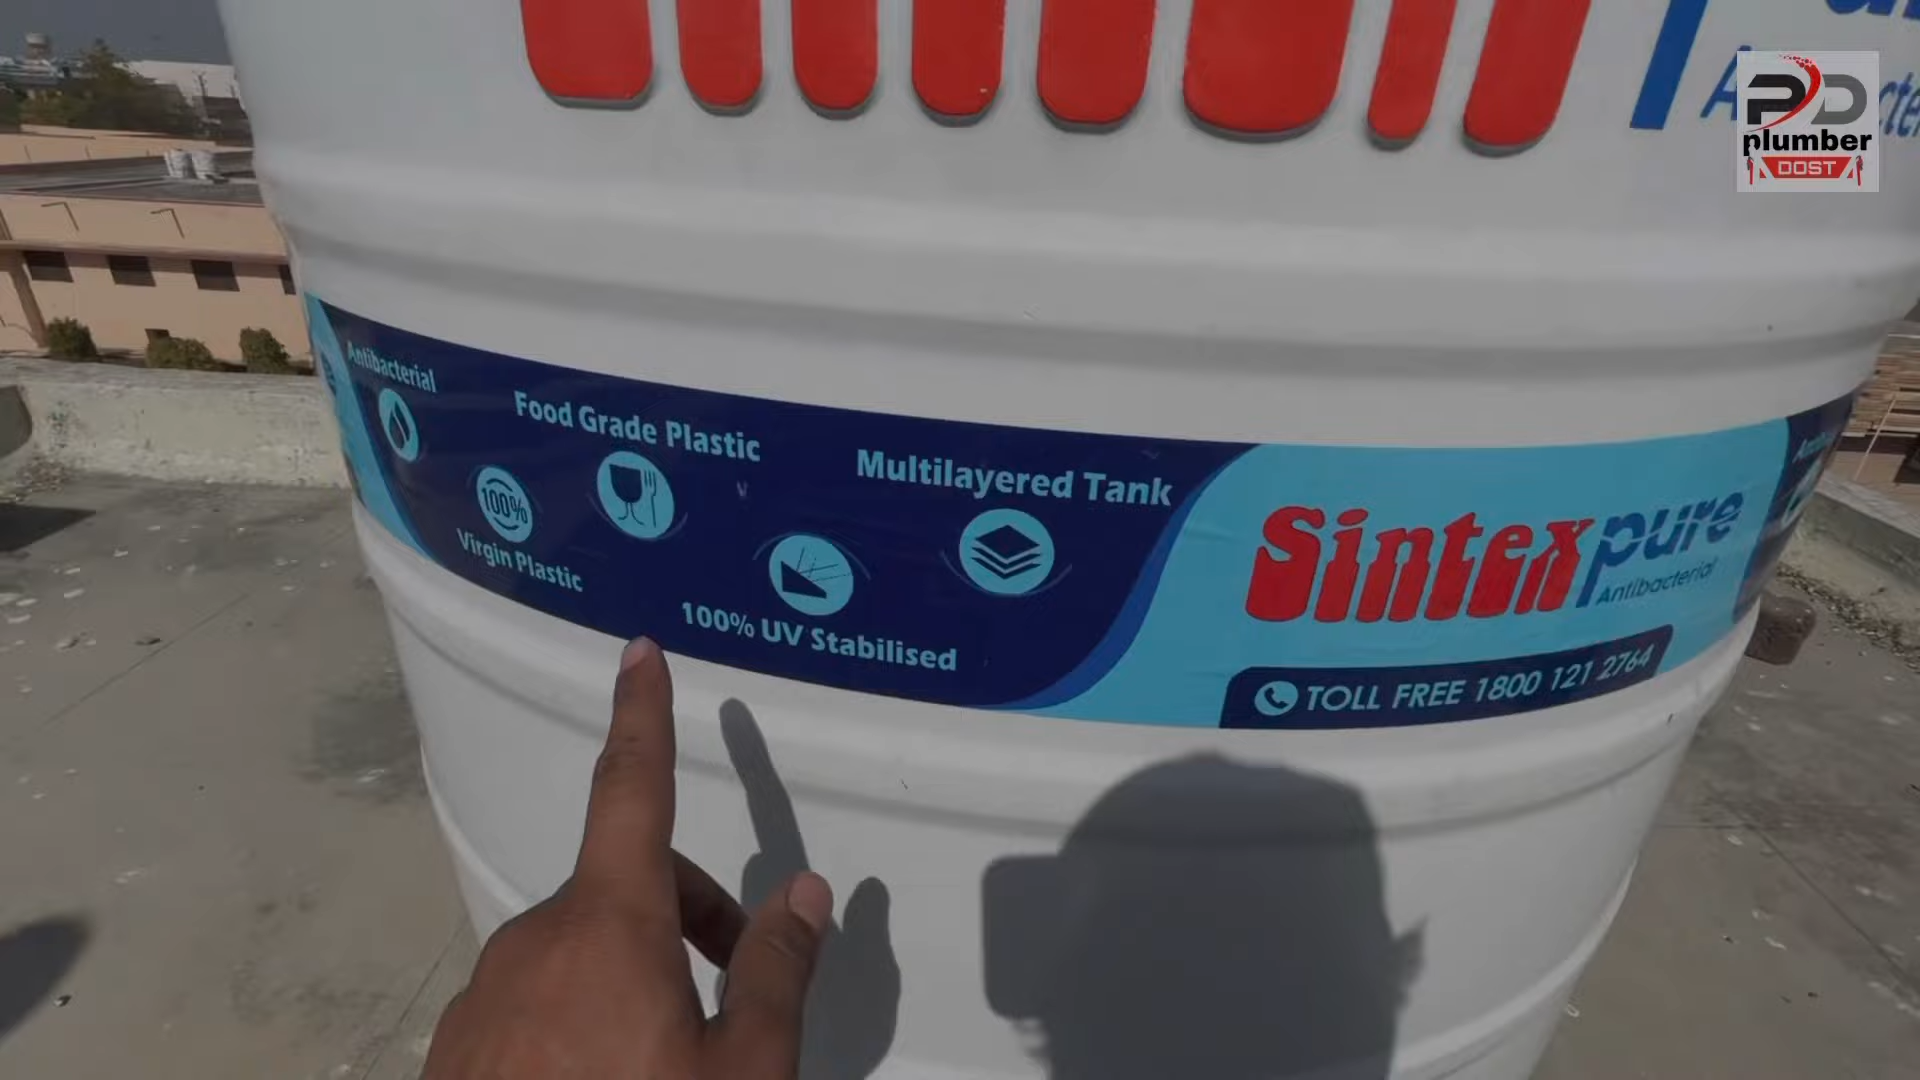 PD
plumber
DOST
Antibacterial
Food Grade Plastic
Multilayered Tank
100%
Virgin Plastic
100% UV Stabilised
Sintex pure
Antibacterial
TOLL FREE 1800 121 2764